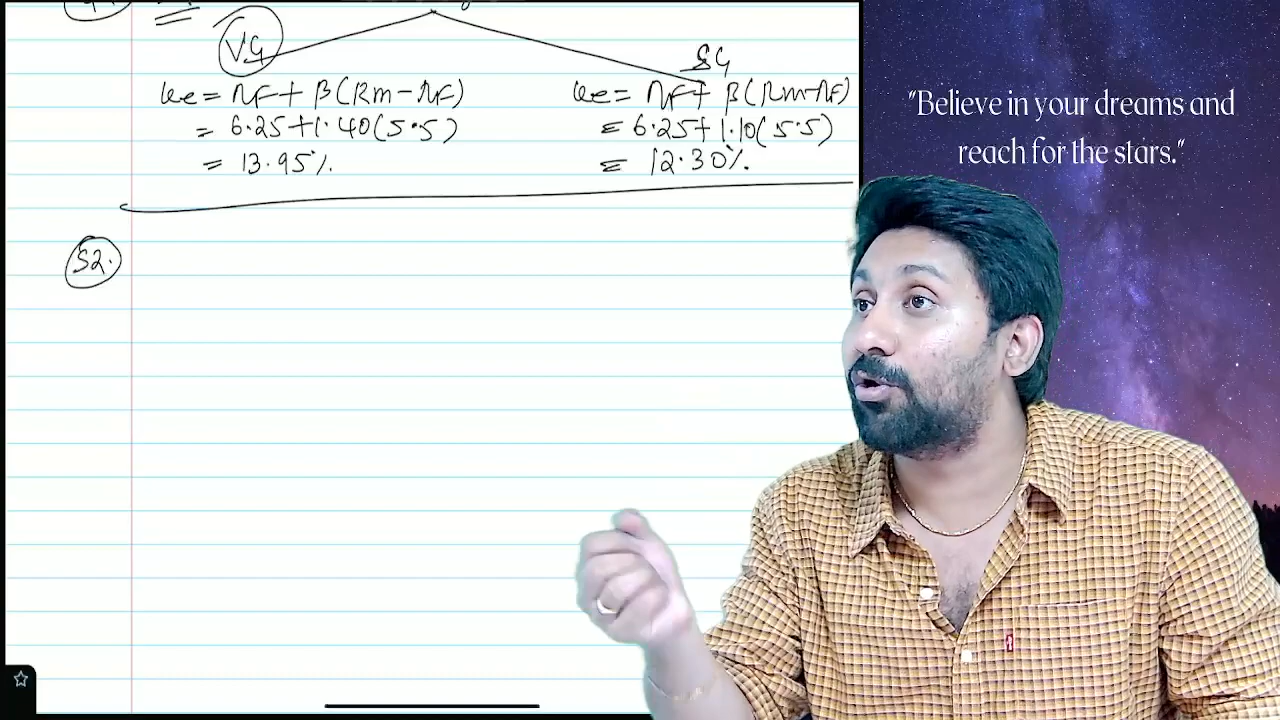 VG
SG
Ke = RF + β(Rm - RF)
= 6.25 + 1.40(5.5)
= 13.95%.
Ke = RF + β(Rm-RF)
= 6.25 + 1.10(5.5)
= 12.30%.
52.
"Believe in your dreams and
reach for the stars."